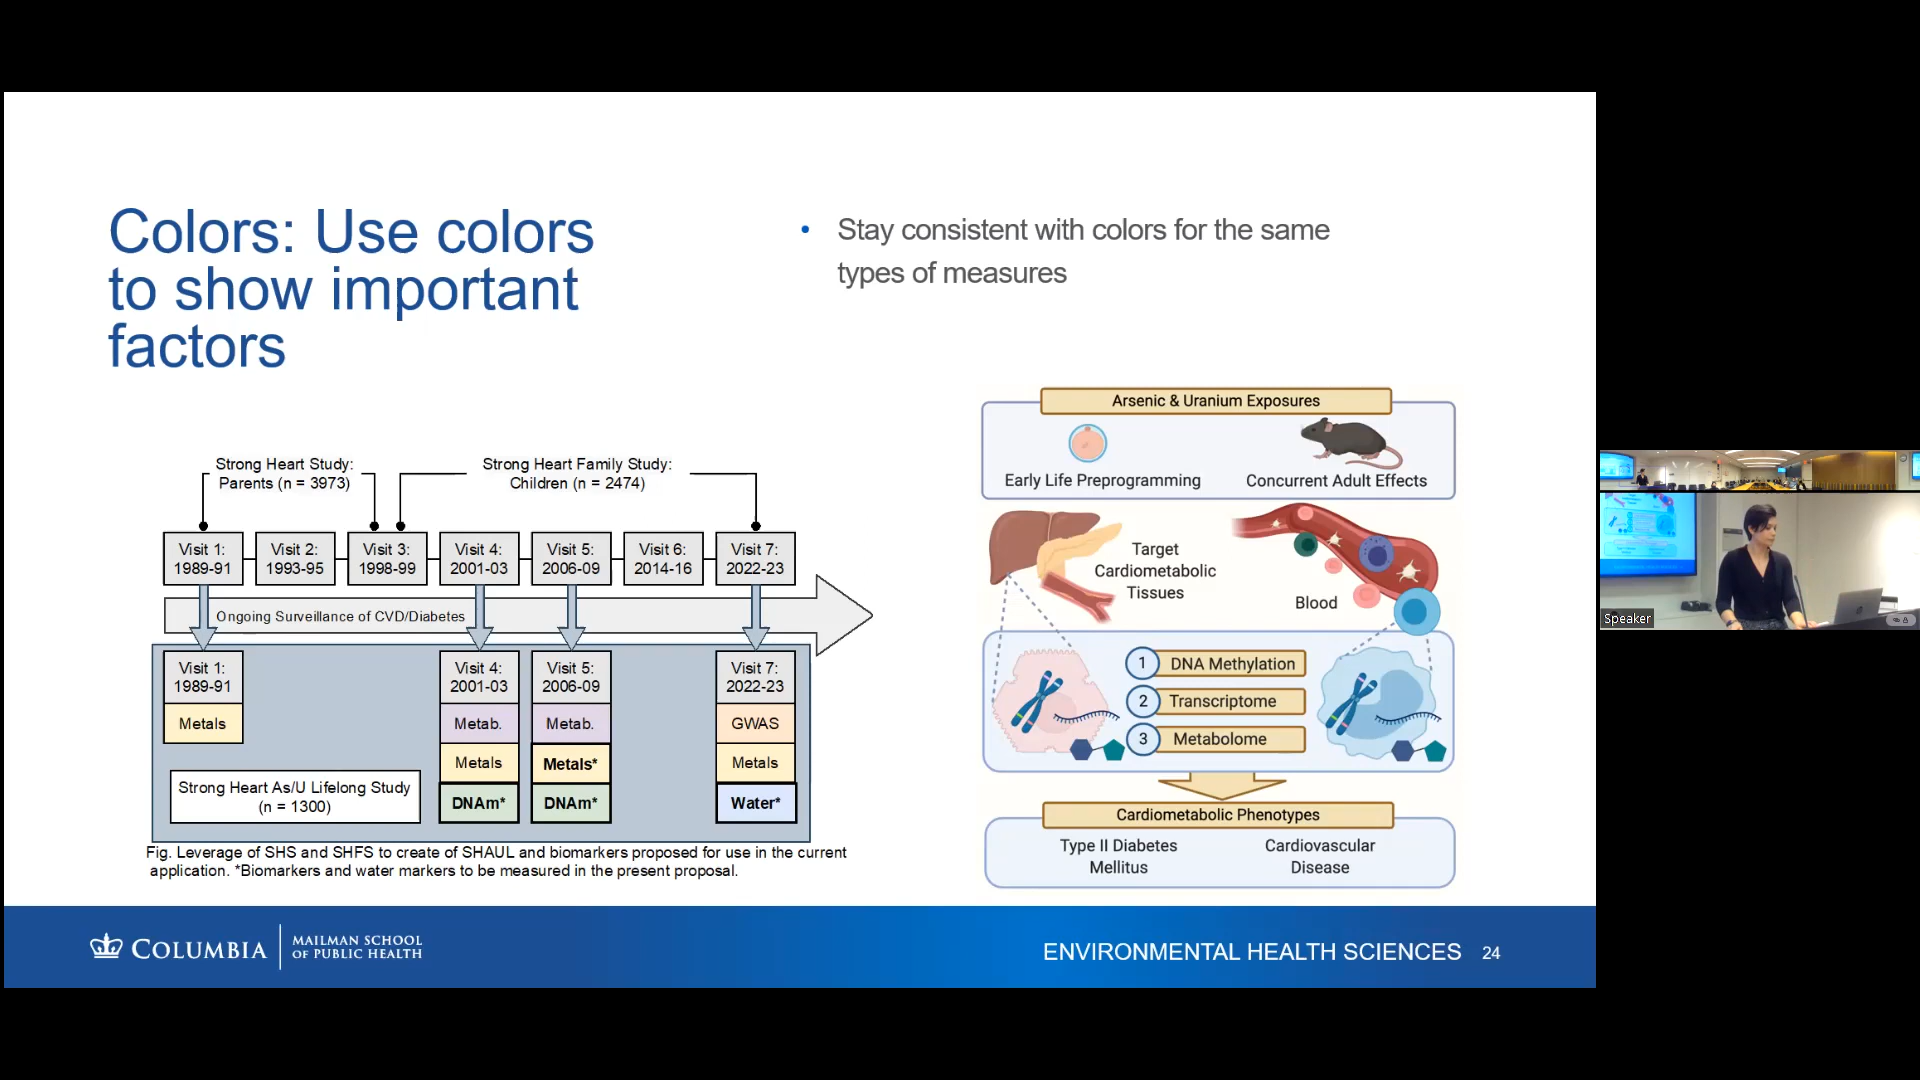 Colors: Use colors
to show important
factors
• Stay consistent with colors for the same
types of measures
Strong Heart Study:
Parents (n = 3973)
Strong Heart Family Study:
Children (n = 2474)
Visit 1:
1989-91
Visit 2:
1993-95
Visit 3:
1998-99
Visit 4:
2001-03
Visit 5:
2006-09
Visit 6:
2014-16
Visit 7:
2022-23
Ongoing Surveillance of CVD/Diabetes
Visit 1:
1989-91
Metals
Visit 4:
2001-03
Metab.
Metals
DNAm*
Visit 5:
2006-09
Metab.
Metals*
DNAm*
Visit 7:
2022-23
GWAS
Metals
Water*
Strong Heart As/U Lifelong Study
(n = 1300)
Fig. Leverage of SHS and SHFS to create of SHAUL and biomarkers proposed for use in the current
application. *Biomarkers and water markers to be measured in the present proposal.
Arsenic & Uranium Exposures
Early Life Preprogramming
Concurrent Adult Effects
Target
Cardiometabolic
Tissues
Blood
1 DNA Methylation
2 Transcriptome
3 Metabolome
Cardiometabolic Phenotypes
Type II Diabetes
Mellitus
Cardiovascular
Disease
COLUMBIA
MAILMAN SCHOOL
OF PUBLIC HEALTH
ENVIRONMENTAL HEALTH SCIENCES 24
Speaker